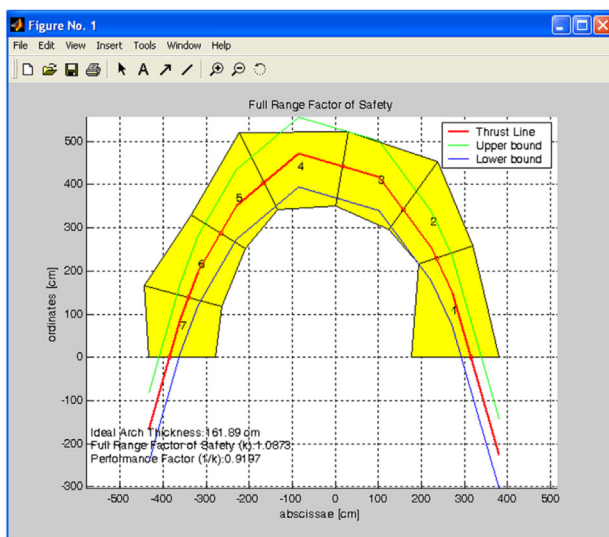 Figure No. 1
File Edit View Insert Tools Window Help
A
Full Range Factor of Safety
Thrust Line
Upper bound
Lower bound
500
400
300
200
100
0
-100
-200
-300
ordinates [cm]
4
3
5
2
6
1
7
Ideal Arch Thickness:161.89 cm
Full Range Factor of Safety (k):1.0873
Performance Factor (1/k):0.9197
-500 -400 -300 -200 -100 0 100 200 300 400 500
abscissae [cm]